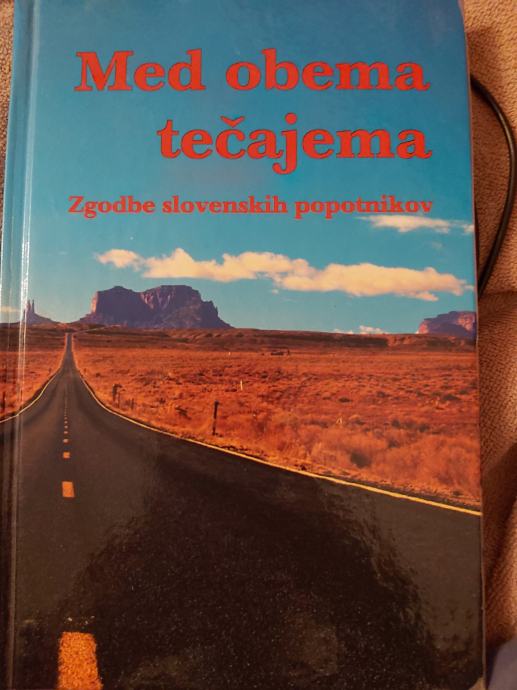 Med obema
tečajema
Zgodbe slovenskih popotnikov